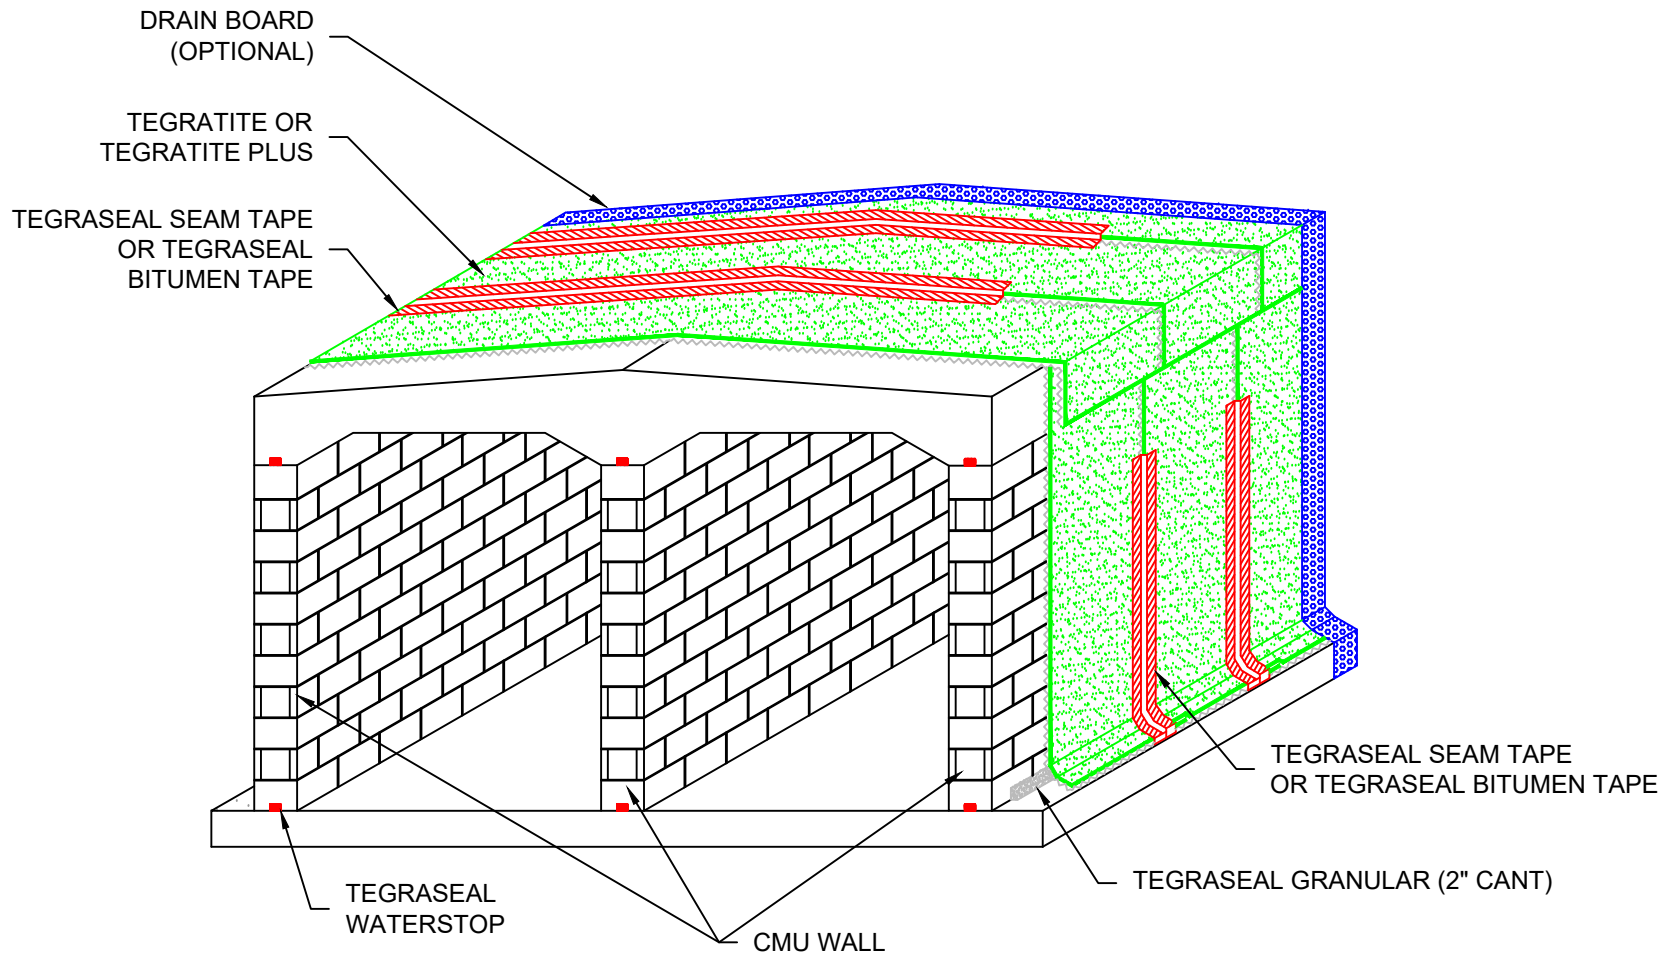 DRAIN BOARD
(OPTIONAL)
TEGRATITE OR
TEGRATITE PLUS
TEGRASEAL SEAM TAPE
OR TEGRASEAL
BITUMEN TAPE
TEGRASEAL SEAM TAPE
OR TEGRASEAL BITUMEN TAPE
TEGRASEAL GRANULAR (2" CANT)
TEGRASEAL
WATERSTOP
CMU WALL